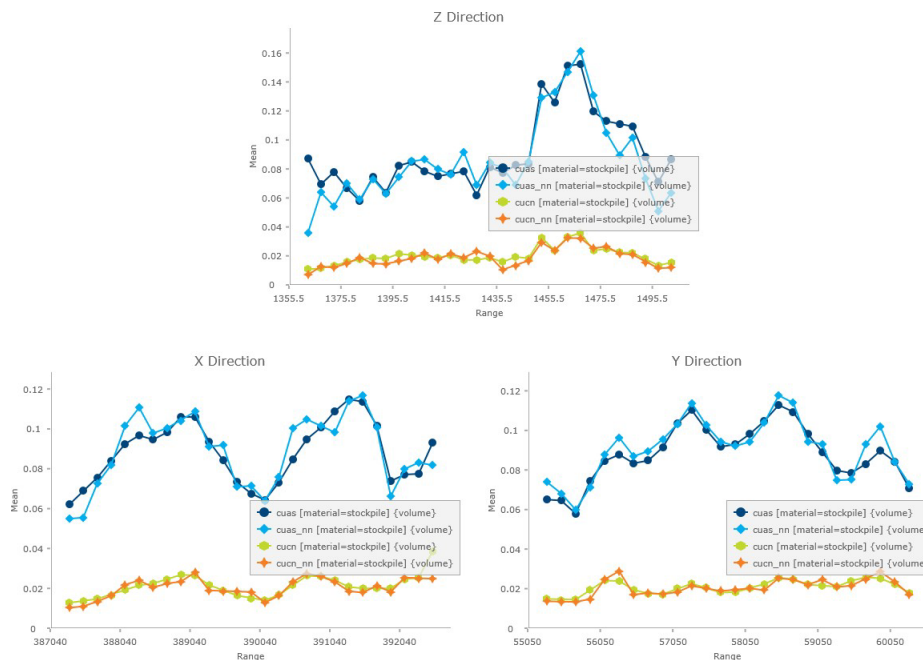 Z Direction
0.16
0.14
0.12
0.1
0.08
0.06
0.04
0.02
0
Mean
cuas [material=stockpile] {volume}
cuas_nn [material=stockpile] {volume}
cucn [material=stockpile] {volume}
cucn_nn [material=stockpile] {volume}
1355.5 1375.5 1395.5 1415.5 1435.5 1455.5 1475.5 1495.5
Range
X Direction
0.12
0.1
0.08
0.06
0.04
0.02
0
Mean
cuas [material=stockpile] {volume}
cuas_nn [material=stockpile] {volume}
cucn [material=stockpile] {volume}
cucn_nn [material=stockpile] {volume}
387040 388040 389040 390040 391040 392040
Range
Y Direction
0.12
0.1
0.08
0.06
0.04
0.02
0
Mean
cuas [material=stockpile] {volume}
cuas_nn [material=stockpile] {volume}
cucn [material=stockpile] {volume}
cucn_nn [material=stockpile] {volume}
55050 56050 57050 58050 59050 60050
Range